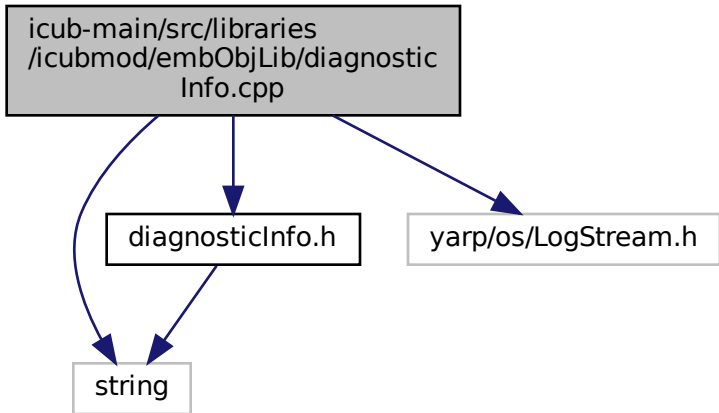 icub-main/src/libraries
/icubmod/embObjLib/diagnostic
Info.cpp
diagnosticInfo.h
yarp/os/LogStream.h
string